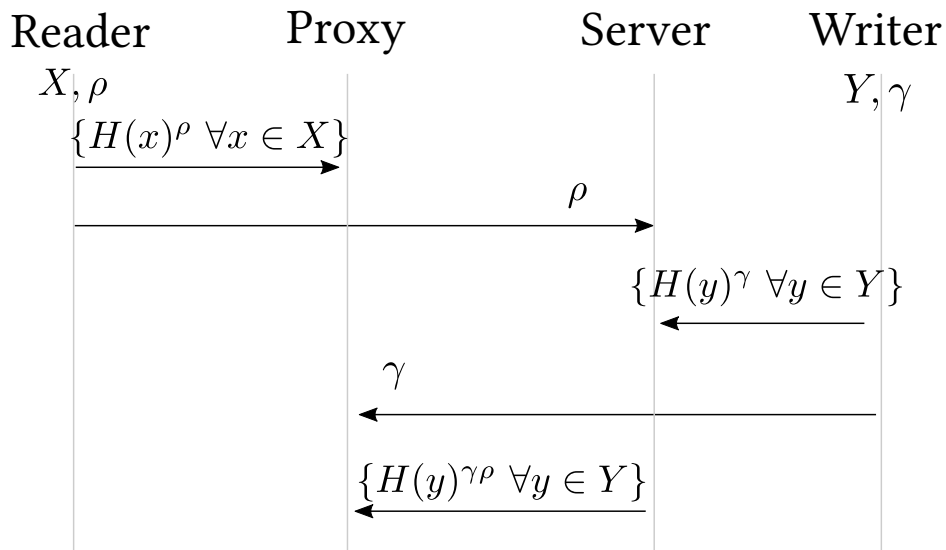 Reader Proxy Server Writer
X, ρ Y, γ
{H(x)^ρ ∀x ∈ X}
ρ
{H(y)^γ ∀y ∈ Y}
γ
{H(y)^γρ ∀y ∈ Y}